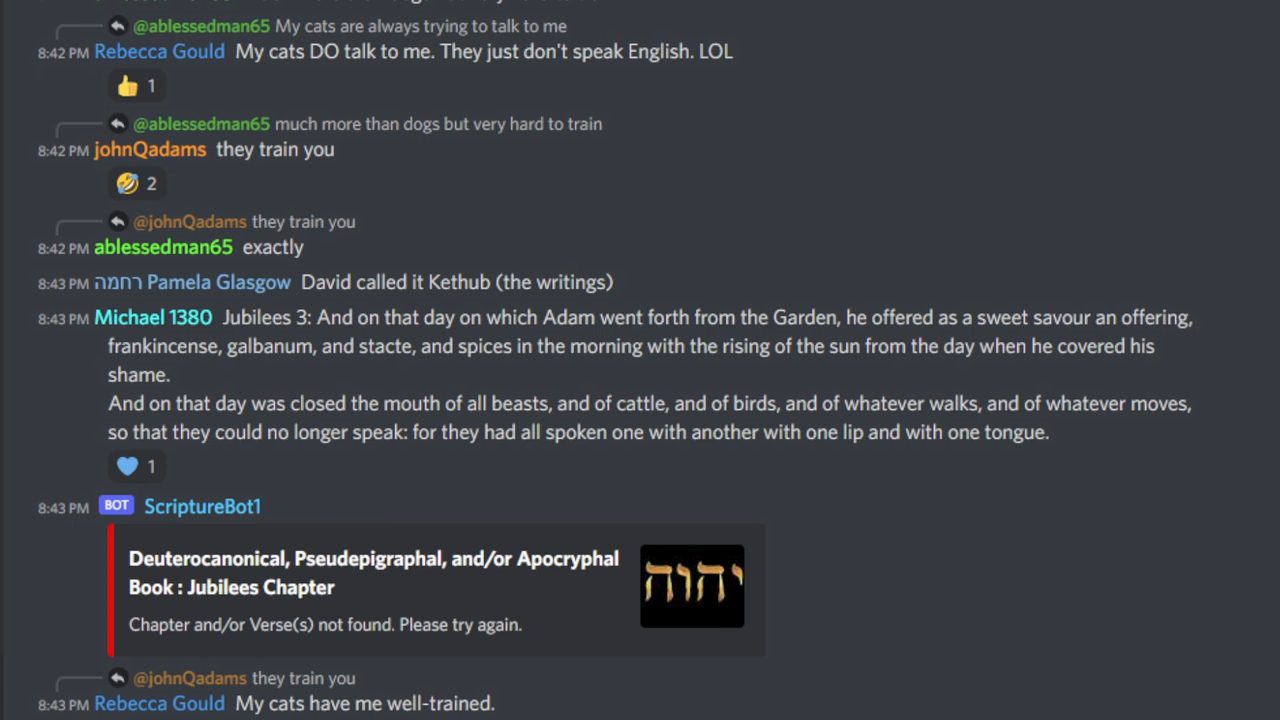 @ablessedman65 My cats are always trying to talk to me
8:42 PM Rebecca Gould My cats DO talk to me. They just don't speak English. LOL
👍 1
@ablessedman65 much more than dogs but very hard to train
8:42 PM johnQadams they train you
🤣 2
@johnQadams they train you
8:42 PM ablessedman65 exactly
8:43 PM רחמה Pamela Glasgow David called it Kethub (the writings)
8:43 PM Michael 1380 Jubilees 3: And on that day on which Adam went forth from the Garden, he offered as a sweet savour an offering,
frankincense, galbanum, and stacte, and spices in the morning with the rising of the sun from the day when he covered his
shame.
And on that day was closed the mouth of all beasts, and of cattle, and of birds, and of whatever walks, and of whatever moves,
so that they could no longer speak: for they had all spoken one with another with one lip and with one tongue.
💙 1
8:43 PM BOT ScriptureBot1
Deuterocanonical, Pseudepigraphal, and/or Apocryphal
Book : Jubilees Chapter
יהוה
Chapter and/or Verse(s) not found. Please try again.
@johnQadams they train you
8:43 PM Rebecca Gould My cats have me well-trained.